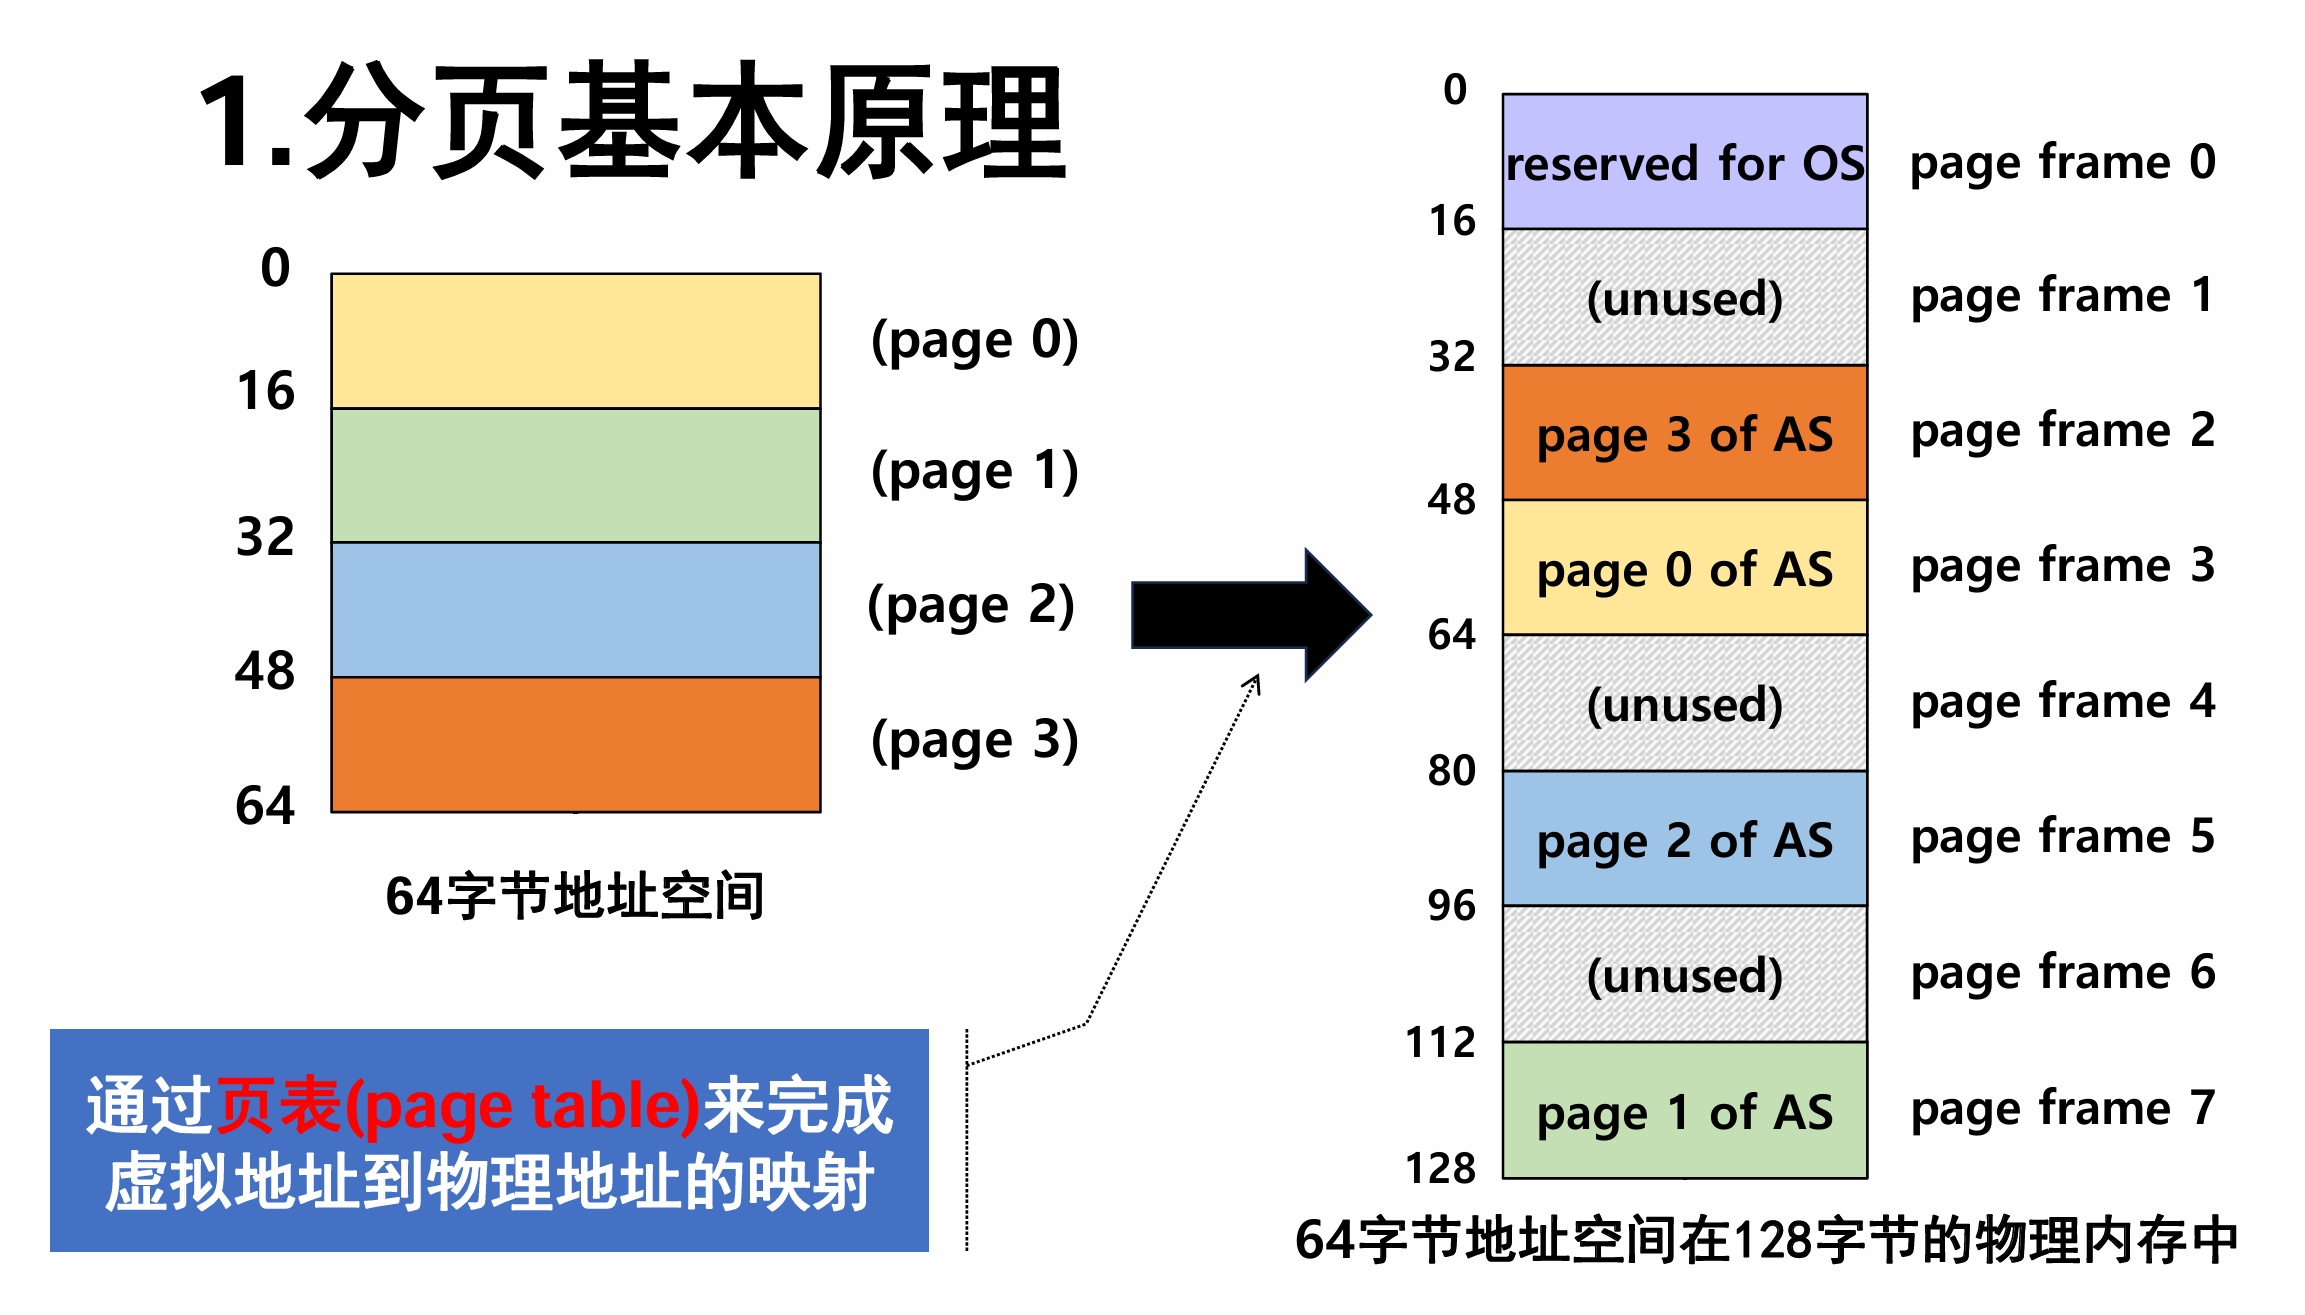 1.分页基本原理
0
16
32
48
64
(page 0)
(page 1)
(page 2)
(page 3)
64字节地址空间
通过页表(page table)来完成
虚拟地址到物理地址的映射
0
reserved for OS page frame 0
16
(unused) page frame 1
32
page 3 of AS page frame 2
48
page 0 of AS page frame 3
64
(unused) page frame 4
80
page 2 of AS page frame 5
96
(unused) page frame 6
112
page 1 of AS page frame 7
128
64字节地址空间在128字节的物理内存中